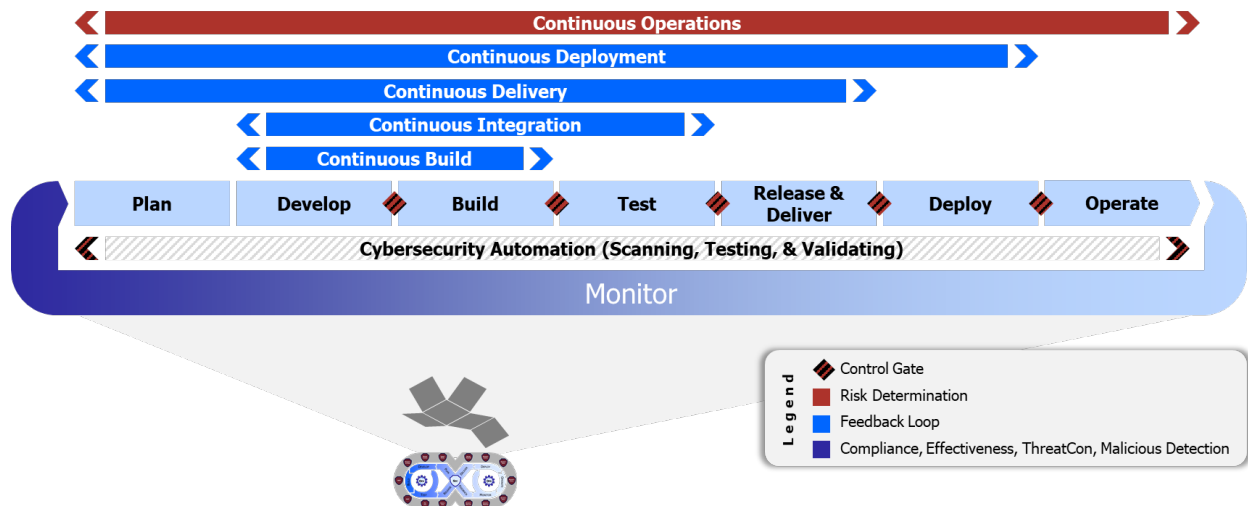 Continuous Operations
Continuous Deployment
Continuous Delivery
Continuous Integration
Continuous Build
Plan
Develop
Build
Test
Release &
Deliver
Deploy
Operate
Cybersecurity Automation (Scanning, Testing, & Validating)
Monitor
Legend
Control Gate
Risk Determination
Feedback Loop
Compliance, Effectiveness, ThreatCon, Malicious Detection